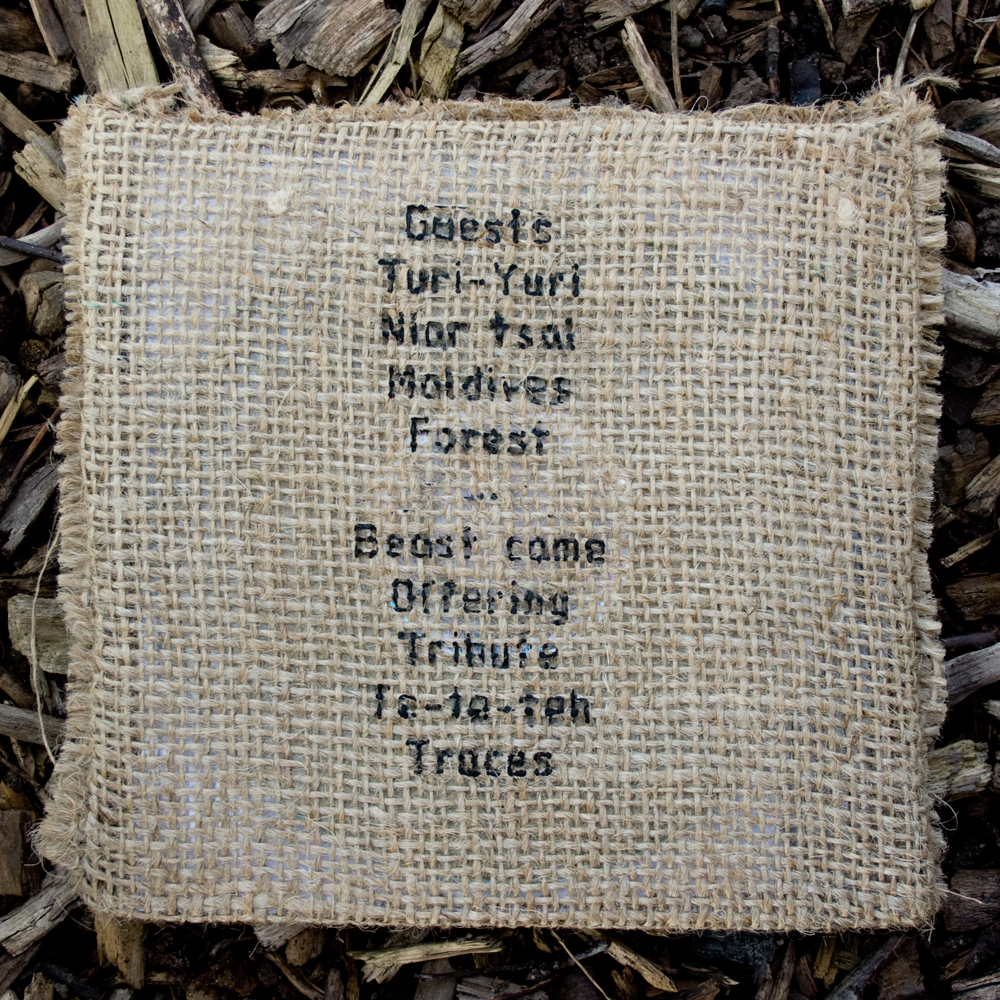 Guests
Turi-Yuri
Niar tsai
Maldives
Forest
...
Beast came
Offering
Tribute
Te-te-teh
Traces